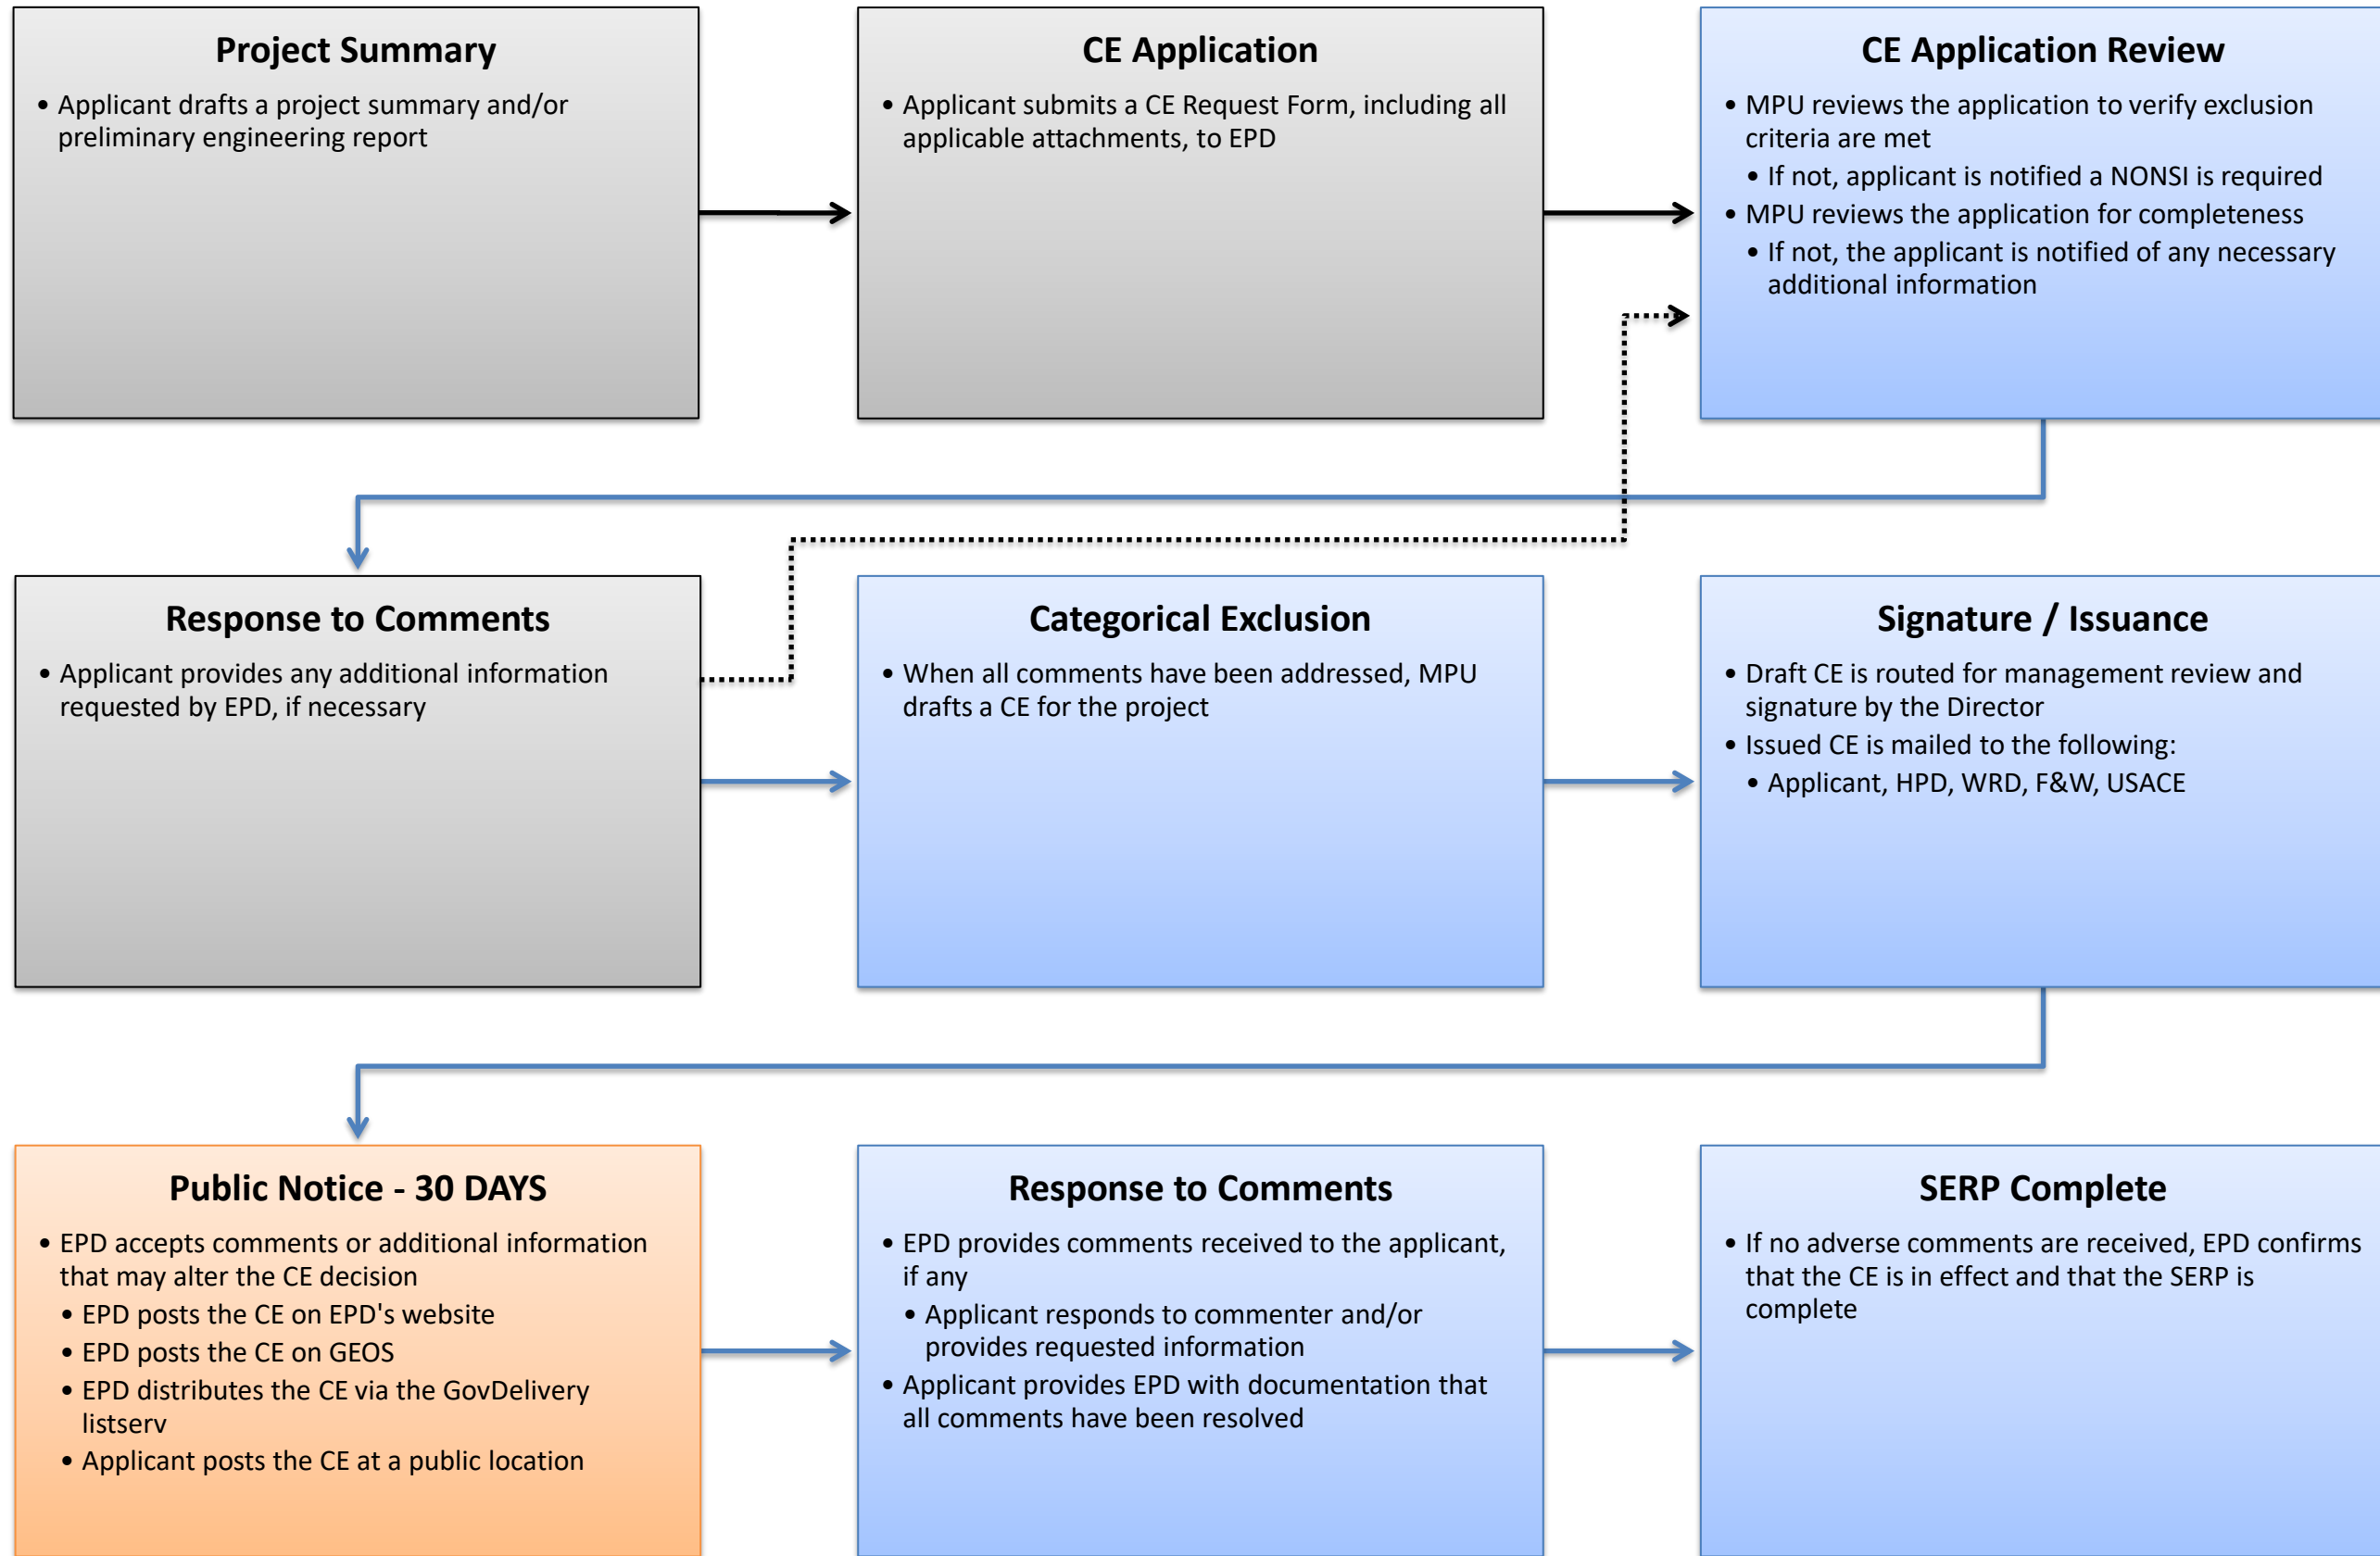 Project Summary
• Applicant drafts a project summary and/or
preliminary engineering report
CE Application
• Applicant submits a CE Request Form, including all
applicable attachments, to EPD
CE Application Review
• MPU reviews the application to verify exclusion
criteria are met
• If not, applicant is notified a NONSI is required
• MPU reviews the application for completeness
• If not, the applicant is notified of any necessary
additional information
Response to Comments
• Applicant provides any additional information
requested by EPD, if necessary
Categorical Exclusion
• When all comments have been addressed, MPU
drafts a CE for the project
Signature / Issuance
• Draft CE is routed for management review and
signature by the Director
• Issued CE is mailed to the following:
• Applicant, HPD, WRD, F&W, USACE
Public Notice - 30 DAYS
• EPD accepts comments or additional information
that may alter the CE decision
• EPD posts the CE on EPD's website
• EPD posts the CE on GEOS
• EPD distributes the CE via the GovDelivery
listserv
• Applicant posts the CE at a public location
Response to Comments
• EPD provides comments received to the applicant,
if any
• Applicant responds to commenter and/or
provides requested information
• Applicant provides EPD with documentation that
all comments have been resolved
SERP Complete
• If no adverse comments are received, EPD confirms
that the CE is in effect and that the SERP is
complete